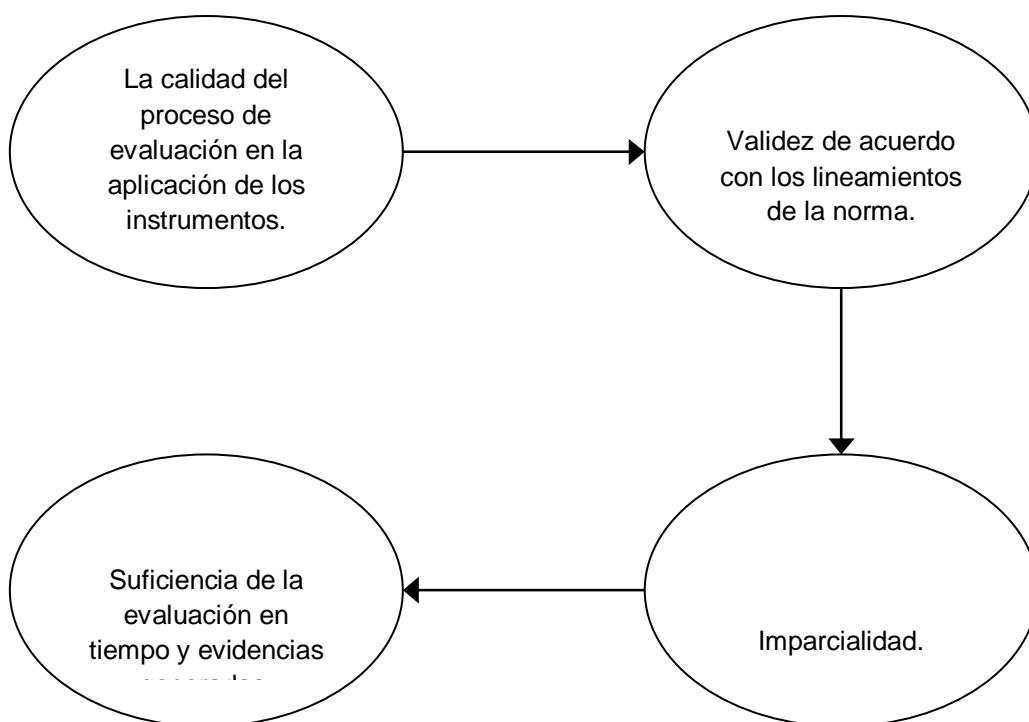 La calidad del
proceso de
evaluación en la
aplicación de los
instrumentos.
Validez de acuerdo
con los lineamientos
de la norma.
Imparcialidad.
Suficiencia de la
evaluación en
tiempo y evidencias